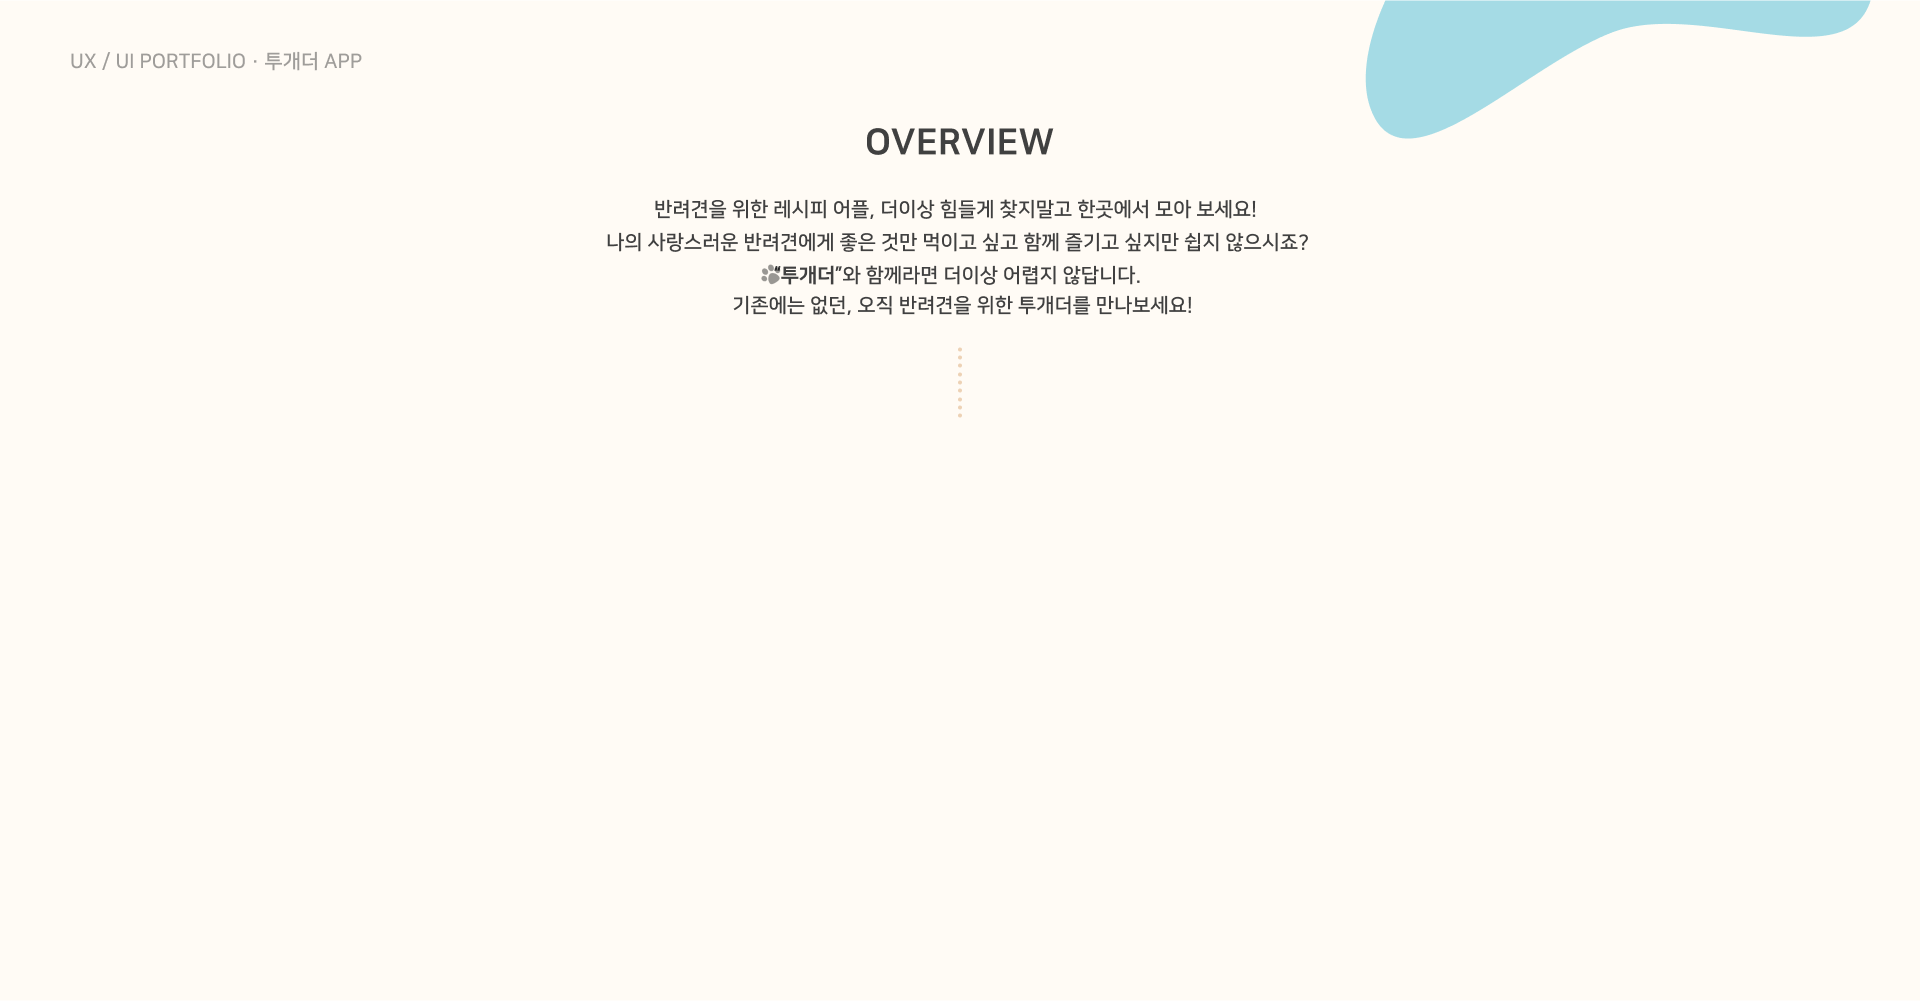 UX / UI PORTFOLIO · 투개더 APP
OVERVIEW
반려견을 위한 레시피 어플, 더이상 힘들게 찾지말고 한곳에서 모아 보세요!
나의 사랑스러운 반려견에게 좋은 것만 먹이고 싶고 함께 즐기고 싶지만 쉽지 않으시죠?
“투개더”와 함께라면 더이상 어렵지 않답니다.
기존에는 없던, 오직 반려견을 위한 투개더를 만나보세요!